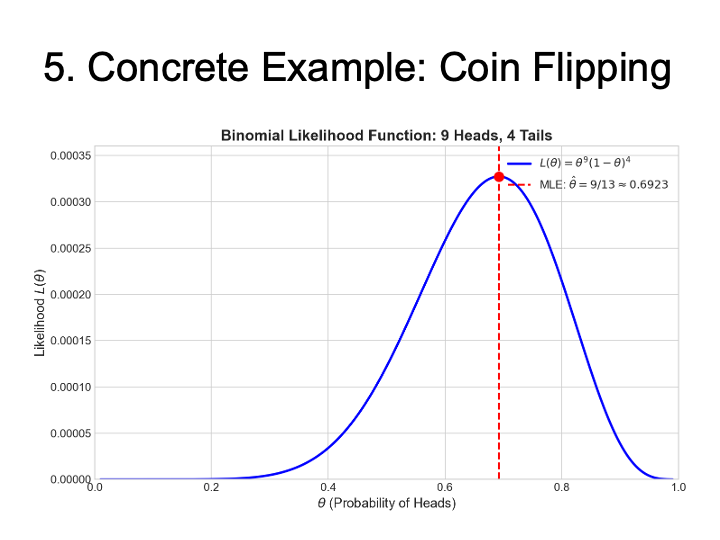 5. Concrete Example: Coin Flipping
Binomial Likelihood Function: 9 Heads, 4 Tails
L(θ) = θ⁹(1 − θ)⁴
MLE: θ̂ = 9/13 ≈ 0.6923
Likelihood L(θ)
0.00035
0.00030
0.00025
0.00020
0.00015
0.00010
0.00005
0.00000
0.0 0.2 0.4 0.6 0.8 1.0
θ (Probability of Heads)